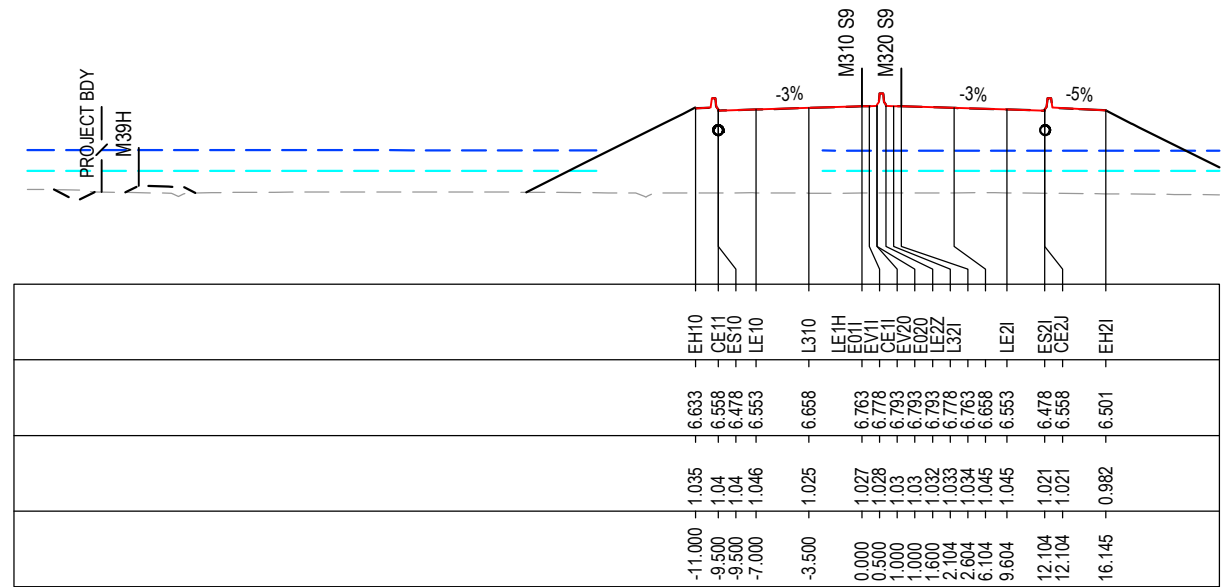 PROJECT BDY
M39H
M310 S9
M320 S9
-3%
-3%
-5%
EH10
CE11
ES10
LE10
L310
LE1H
E01I
EV1I
CE1I
EV20
E020
LE2Z
L32I
LE2I
ES2I
CE2J
EH2I
6.633
6.558
6.478
6.553
6.658
6.763
6.778
6.793
6.793
6.793
6.778
6.763
6.658
6.553
6.478
6.558
6.501
1.035
1.04
1.04
1.046
1.025
1.027
1.028
1.03
1.03
1.032
1.033
1.034
1.045
1.045
1.021
1.021
0.982
-11.000
-9.500
-9.500
-7.000
-3.500
0.000
0.500
1.000
1.000
1.600
2.104
2.604
6.104
9.604
12.104
12.104
16.145